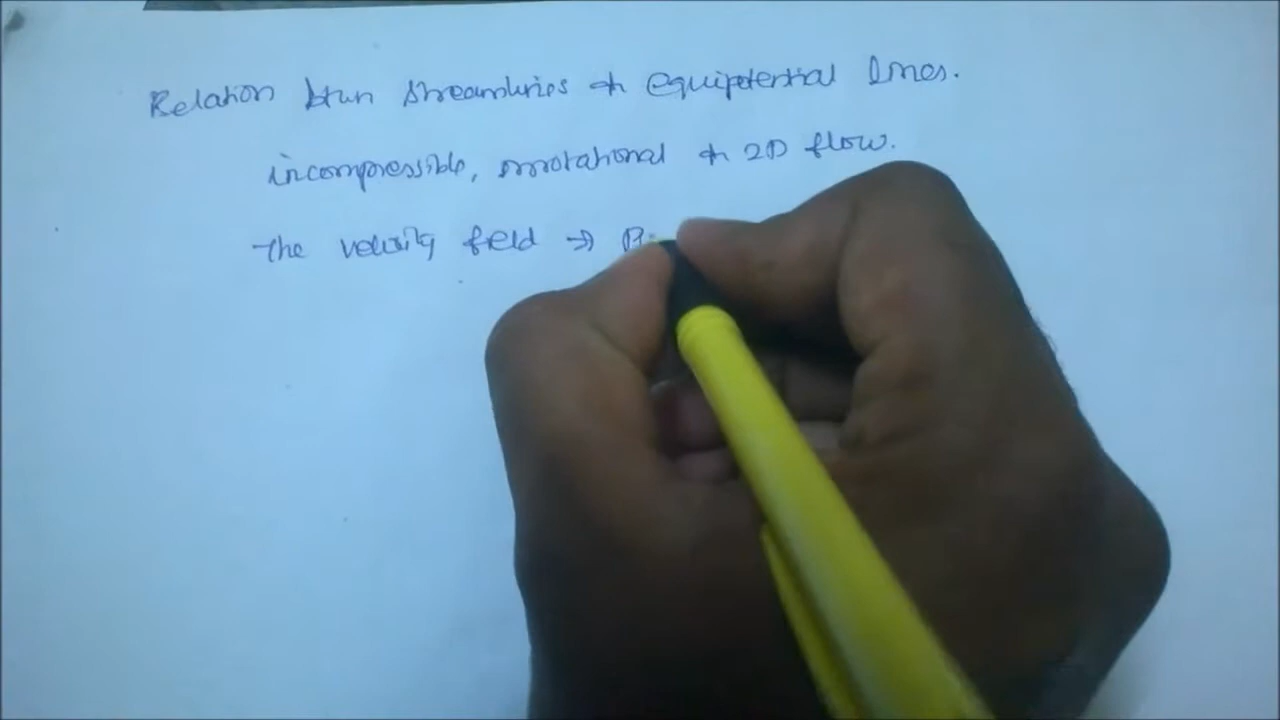 Relation btwn streamlines & equipotential lines.
incompressible, irrotational & 2D flow.
The velocity field →